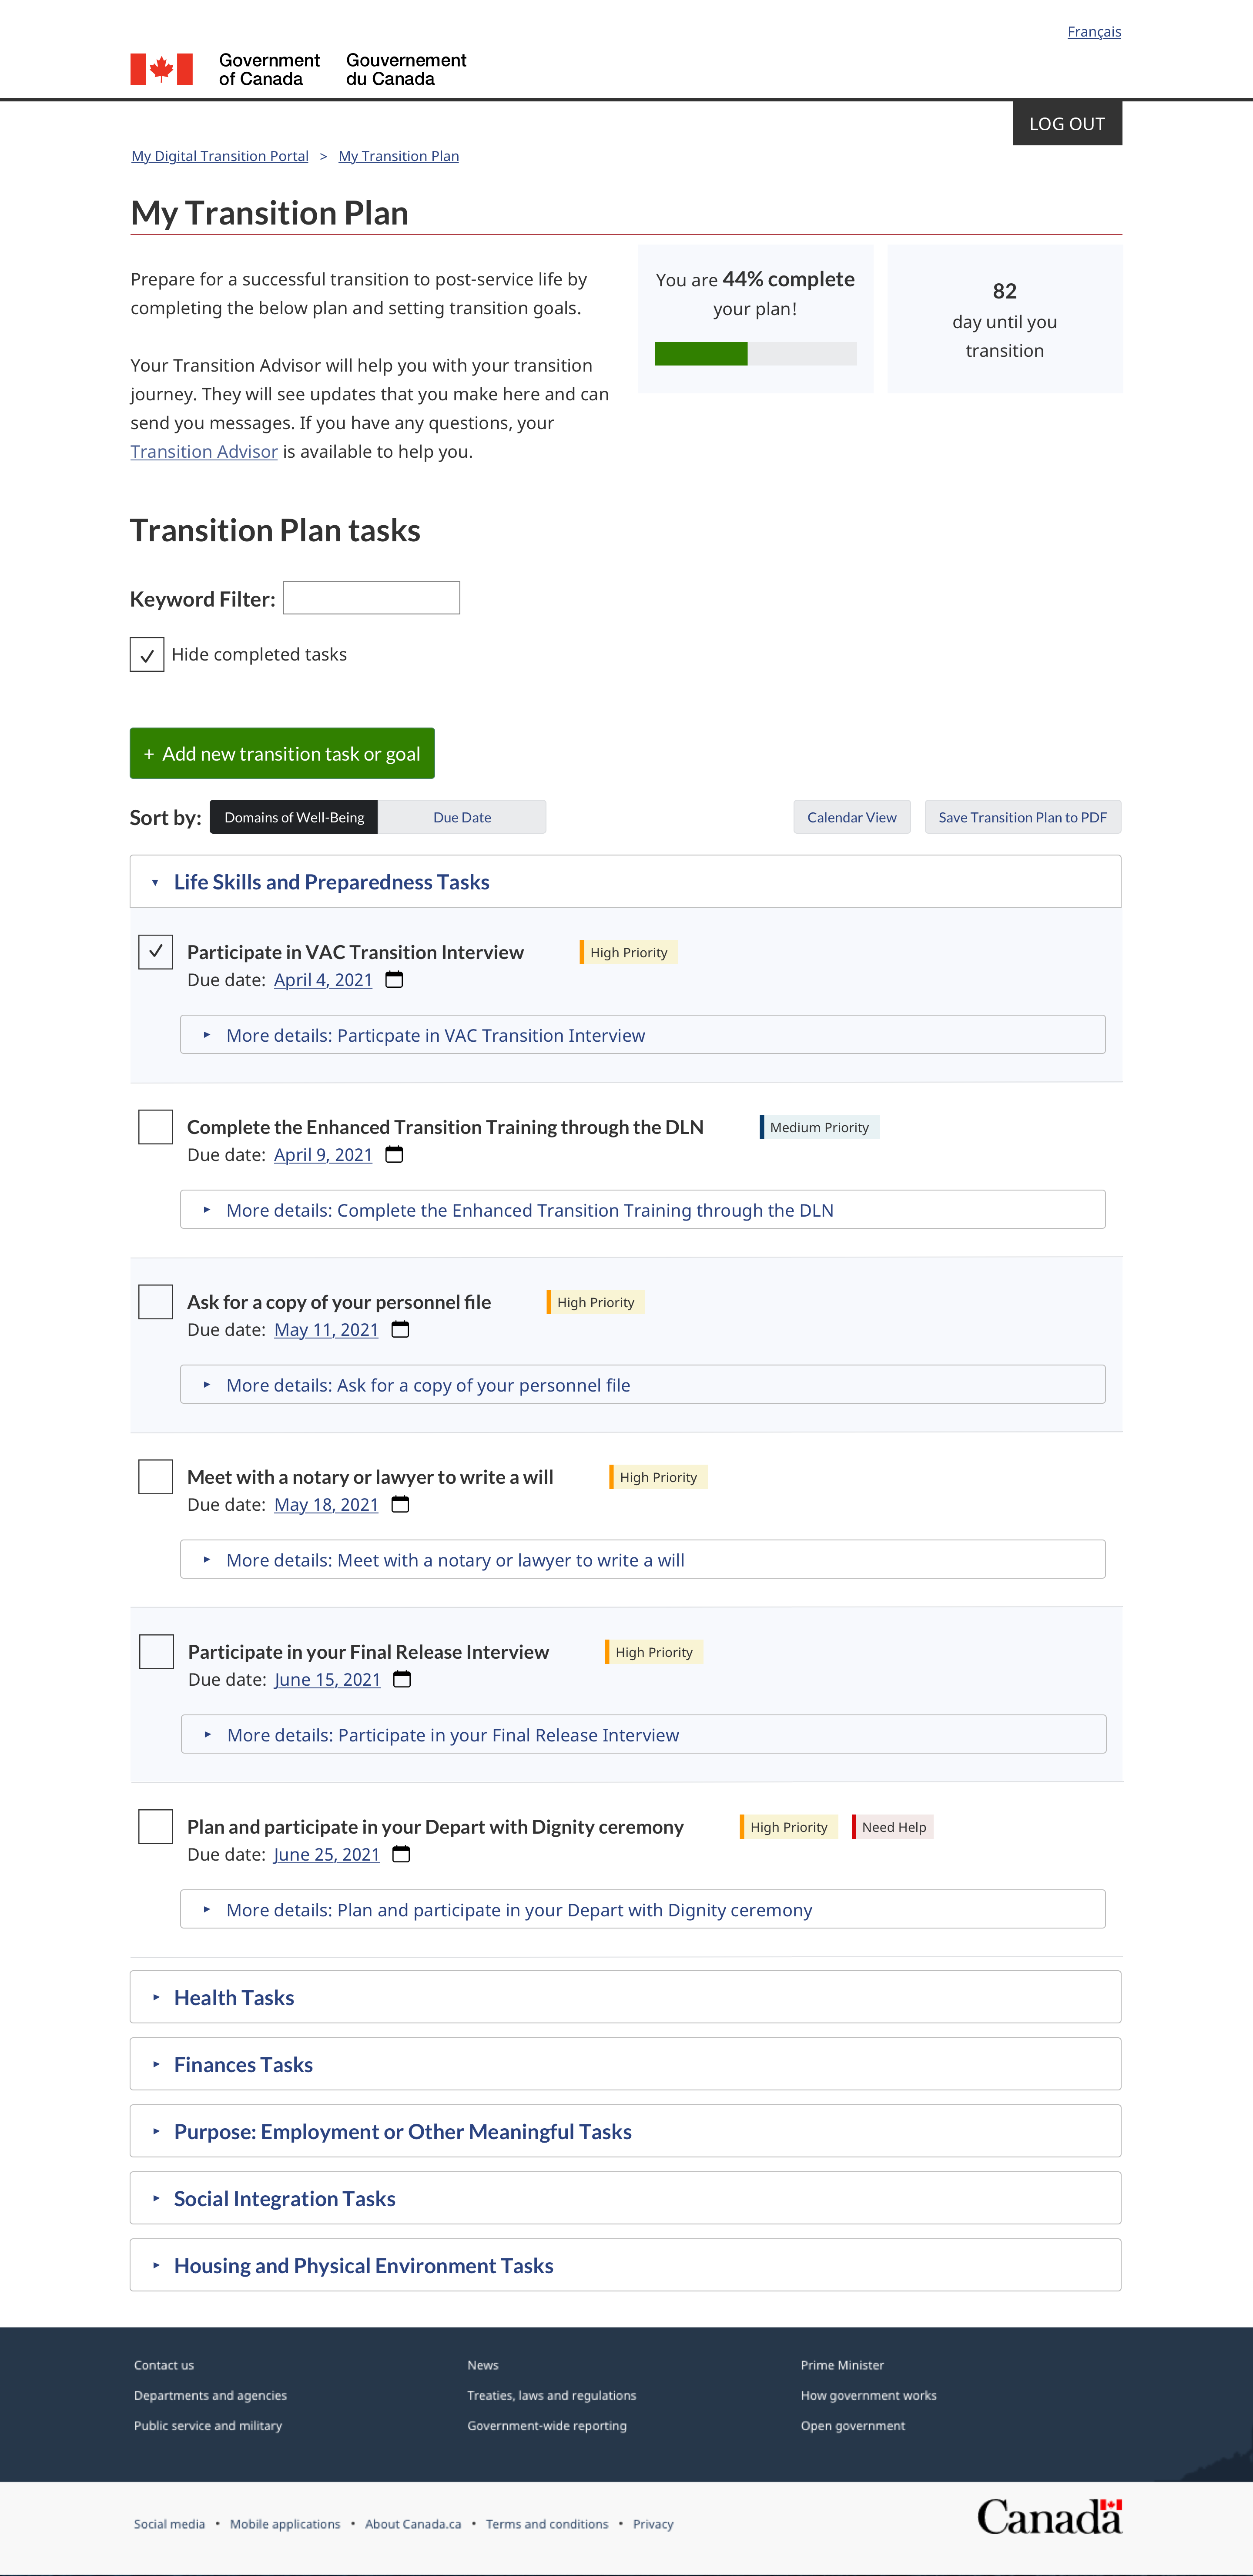 Français
Government
of Canada
Gouvernement
du Canada
LOG OUT
My Digital Transition Portal > My Transition Plan
My Transition Plan
Prepare for a successful transition to post-service life by
completing the below plan and setting transition goals.
Your Transition Advisor will help you with your transition
journey. They will see updates that you make here and can
send you messages. If you have any questions, your
Transition Advisor is available to help you.
You are 44% complete
your plan!
82
day until you
transition
Transition Plan tasks
Keyword Filter:
Hide completed tasks
+ Add new transition task or goal
Sort by: Domains of Well-Being Due Date Calendar View Save Transition Plan to PDF
Life Skills and Preparedness Tasks
Participate in VAC Transition Interview High Priority
Due date: April 4, 2021
More details: Particpate in VAC Transition Interview
Complete the Enhanced Transition Training through the DLN Medium Priority
Due date: April 9, 2021
More details: Complete the Enhanced Transition Training through the DLN
Ask for a copy of your personnel file High Priority
Due date: May 11, 2021
More details: Ask for a copy of your personnel file
Meet with a notary or lawyer to write a will High Priority
Due date: May 18, 2021
More details: Meet with a notary or lawyer to write a will
Participate in your Final Release Interview High Priority
Due date: June 15, 2021
More details: Participate in your Final Release Interview
Plan and participate in your Depart with Dignity ceremony High Priority Need Help
Due date: June 25, 2021
More details: Plan and participate in your Depart with Dignity ceremony
Health Tasks
Finances Tasks
Purpose: Employment or Other Meaningful Tasks
Social Integration Tasks
Housing and Physical Environment Tasks
Contact us News Prime Minister
Departments and agencies Treaties, laws and regulations How government works
Public service and military Government-wide reporting Open government
Social media • Mobile applications • About Canada.ca • Terms and conditions • Privacy
Canada